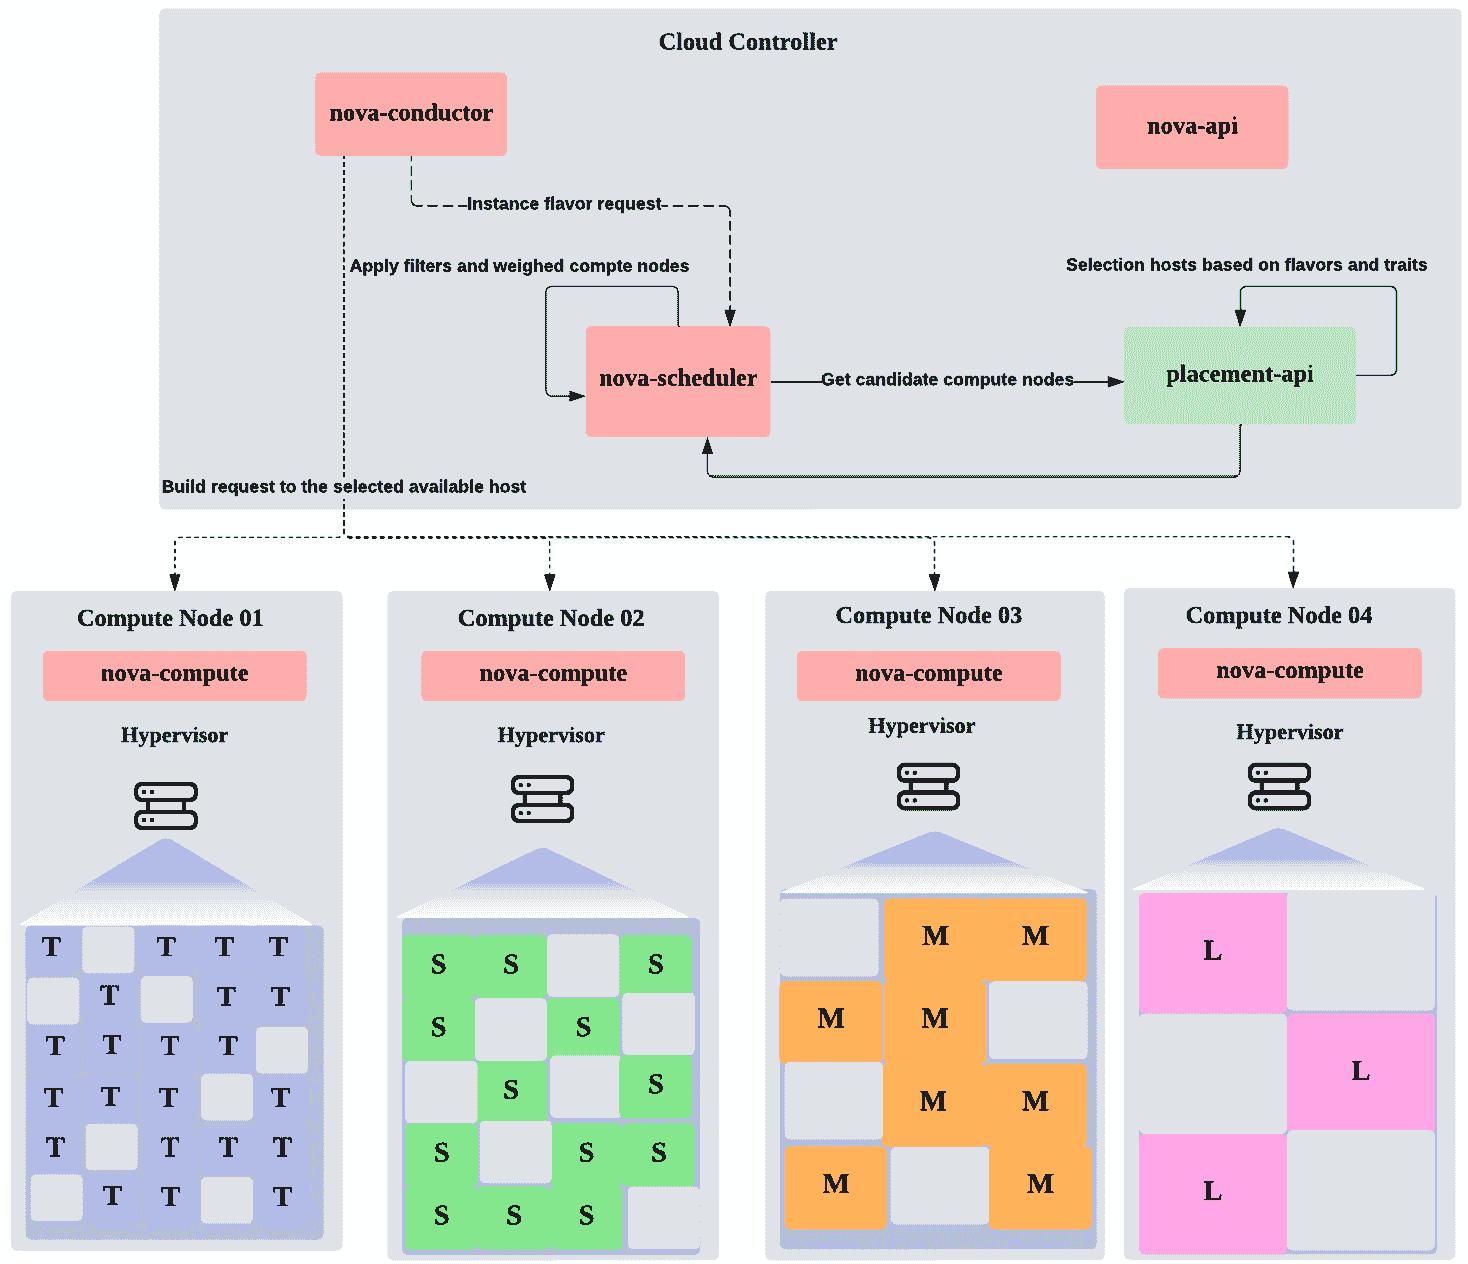 Cloud Controller
nova-conductor
nova-api
Instance flavor request
Apply filters and weighed compte nodes
Selection hosts based on flavors and traits
nova-scheduler
Get candidate compute nodes
placement-api
Build request to the selected available host
Compute Node 01
nova-compute
Hypervisor
T T T T
T T T
T T T T
T T T T
T T T T
T T T
Compute Node 02
nova-compute
Hypervisor
S S S
S S
S S
S S S
S S S
Compute Node 03
nova-compute
Hypervisor
M M
M M
M M
M M
Compute Node 04
nova-compute
Hypervisor
L
L
L